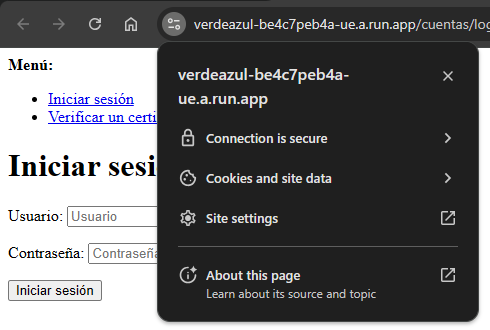 verdeazul-be4c7peb4a-ue.a.run.app/cuentas/log
Menú:
Iniciar sesión
Verificar un certi
Iniciar sesi
Usuario: Usuario
Contraseña: Contraseña
Iniciar sesión
verdeazul-be4c7peb4a-
ue.a.run.app
Connection is secure
Cookies and site data
Site settings
About this page
Learn about its source and topic